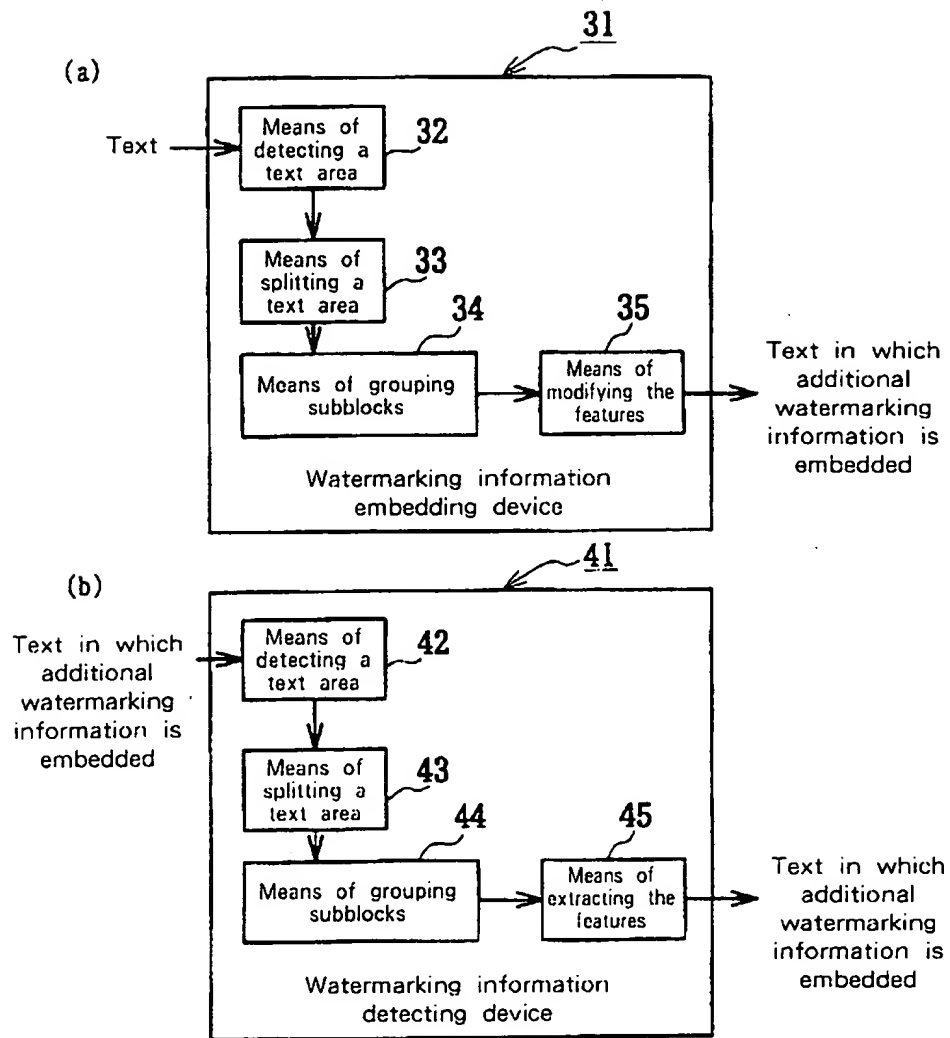 31
(a)
Text
Means of
detecting a
text area
32
Means of
splitting a
text area
33
34
35
Means of grouping
subblocks
Means of
modifying the
features
Text in which
additional
watermarking
information is
embedded
Watermarking information
embedding device
41
(b)
Text in which
additional
watermarking
information is
embedded
Means of
detecting a
text area
42
Means of
splitting a
text area
43
44
45
Means of grouping
subblocks
Means of
extracting the
features
Text in which
additional
watermarking
information is
embedded
Watermarking information
detecting device